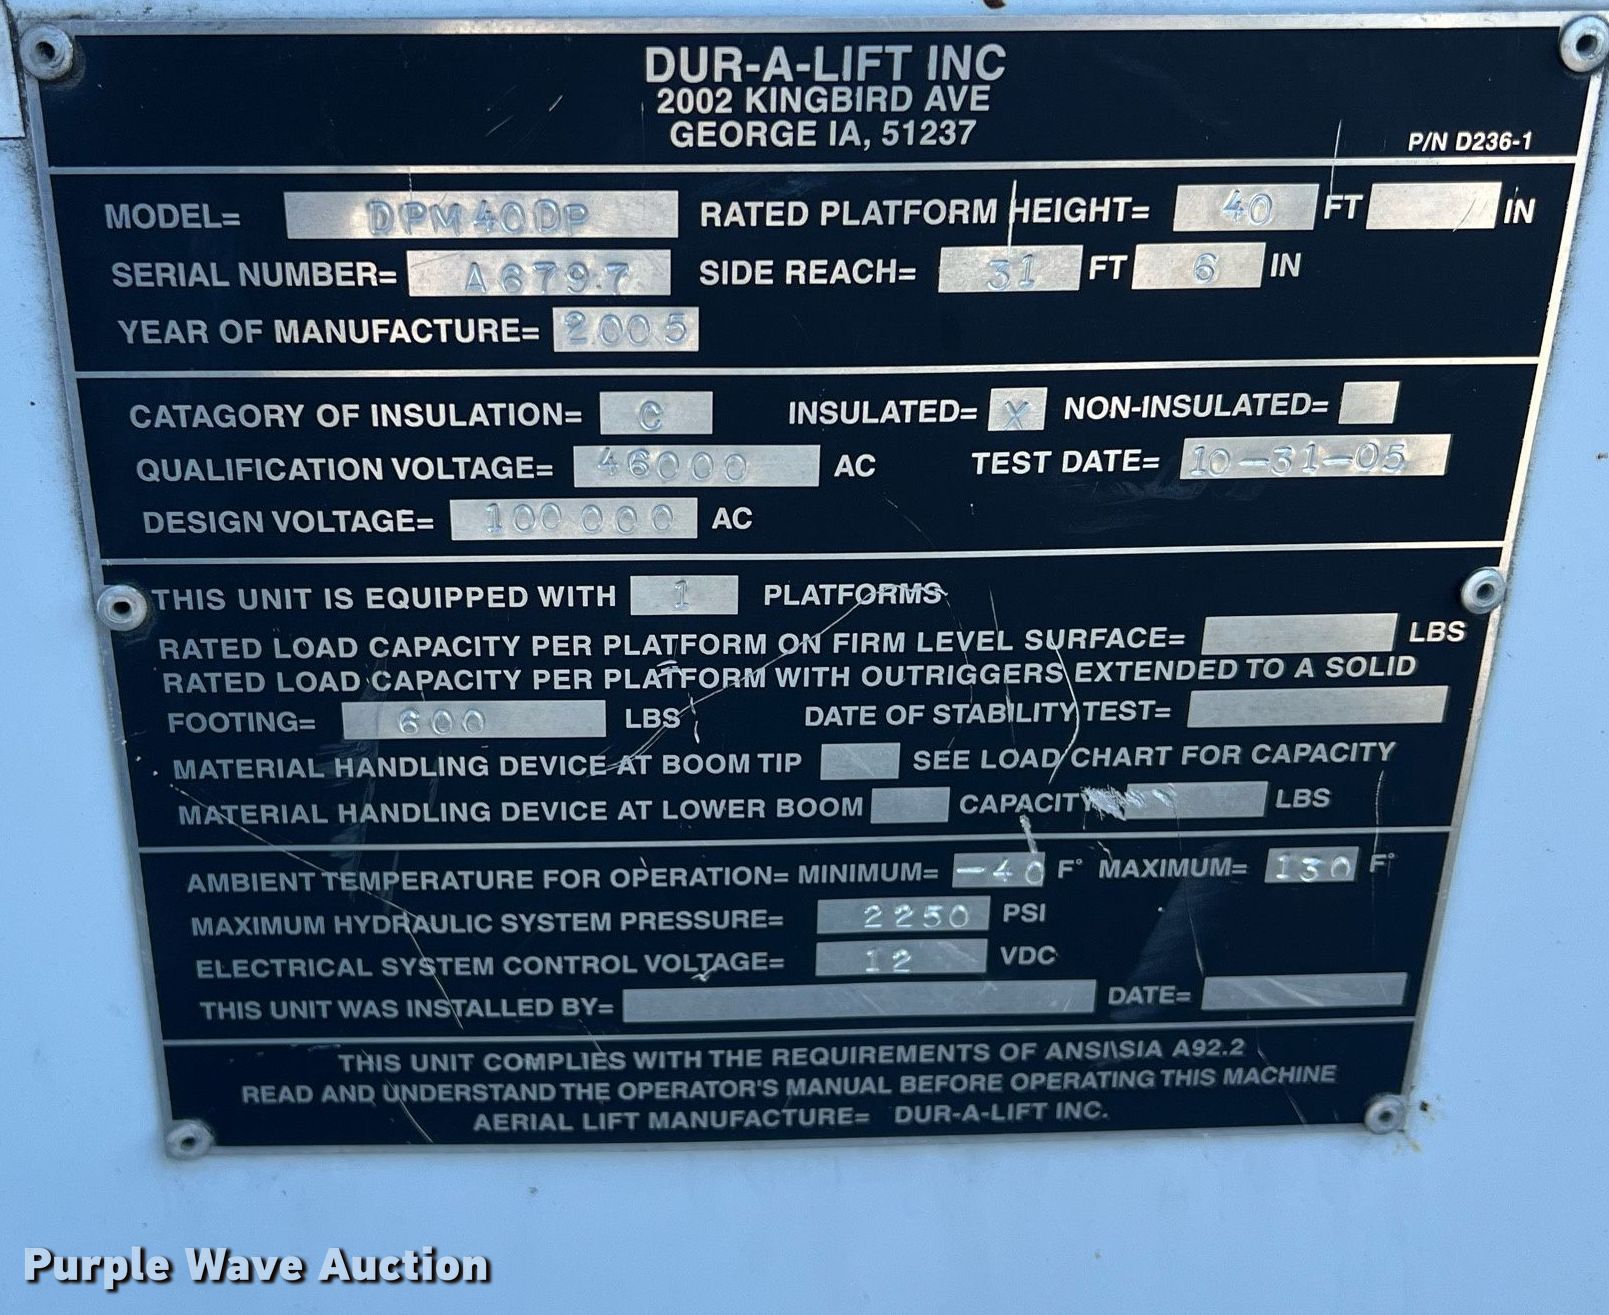 DUR-A-LIFT INC
2002 KINGBIRD AVE
GEORGE IA, 51237
P/N D236-1
MODEL= DPM40DP RATED PLATFORM HEIGHT= 40 FT IN
SERIAL NUMBER= A6797 SIDE REACH= 31 FT 6 IN
YEAR OF MANUFACTURE= 2005
CATAGORY OF INSULATION= C INSULATED= X NON-INSULATED=
QUALIFICATION VOLTAGE= 46000 AC TEST DATE= 10-31-05
DESIGN VOLTAGE= 100000 AC
THIS UNIT IS EQUIPPED WITH 1 PLATFORMS
RATED LOAD CAPACITY PER PLATFORM ON FIRM LEVEL SURFACE= LBS
RATED LOAD CAPACITY PER PLATFORM WITH OUTRIGGERS EXTENDED TO A SOLID
FOOTING= 600 LBS DATE OF STABILITY TEST=
MATERIAL HANDLING DEVICE AT BOOM TIP SEE LOAD CHART FOR CAPACITY
MATERIAL HANDLING DEVICE AT LOWER BOOM CAPACITY LBS
AMBIENT TEMPERATURE FOR OPERATION= MINIMUM= -40 F° MAXIMUM= 130 F°
MAXIMUM HYDRAULIC SYSTEM PRESSURE= 2250 PSI
ELECTRICAL SYSTEM CONTROL VOLTAGE= 12 VDC
THIS UNIT WAS INSTALLED BY= DATE=
THIS UNIT COMPLIES WITH THE REQUIREMENTS OF ANSI\SIA A92.2
READ AND UNDERSTAND THE OPERATOR'S MANUAL BEFORE OPERATING THIS MACHINE
AERIAL LIFT MANUFACTURE= DUR-A-LIFT INC.
Purple Wave Auction